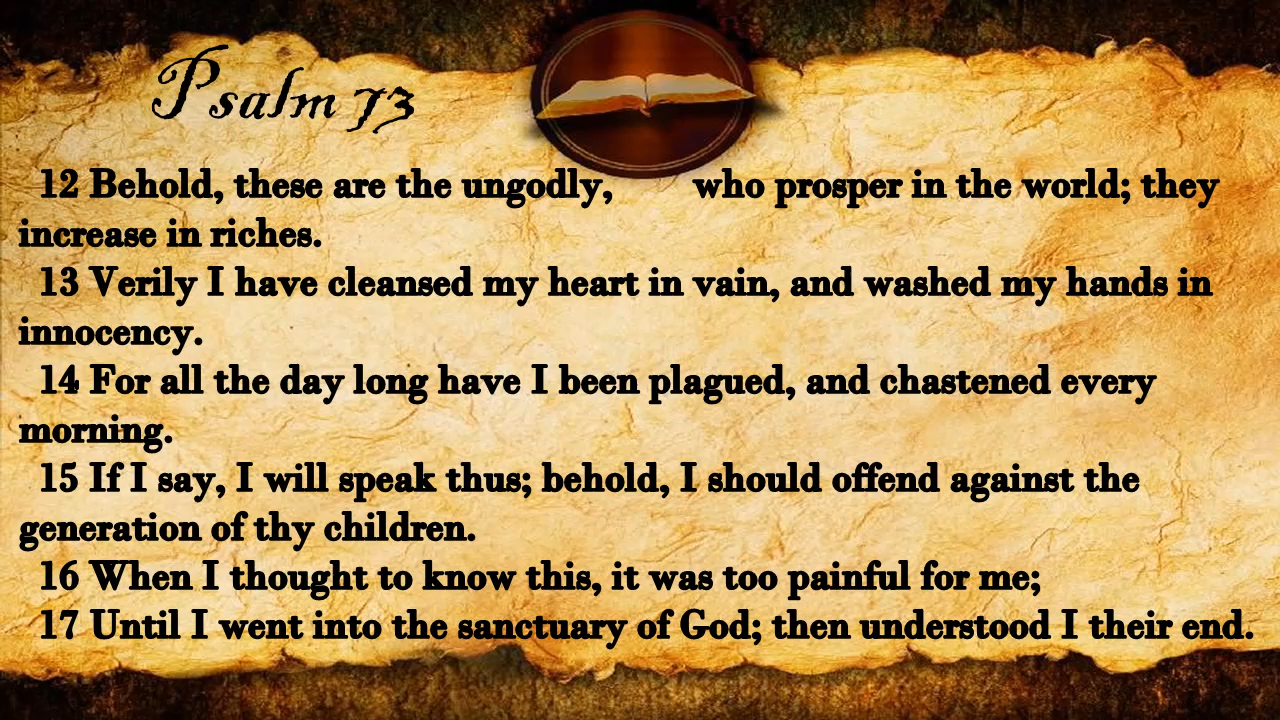 Psalm 73
12 Behold, these are the ungodly, who prosper in the world; they
increase in riches.
13 Verily I have cleansed my heart in vain, and washed my hands in
innocency.
14 For all the day long have I been plagued, and chastened every
morning.
15 If I say, I will speak thus; behold, I should offend against the
generation of thy children.
16 When I thought to know this, it was too painful for me;
17 Until I went into the sanctuary of God; then understood I their end.